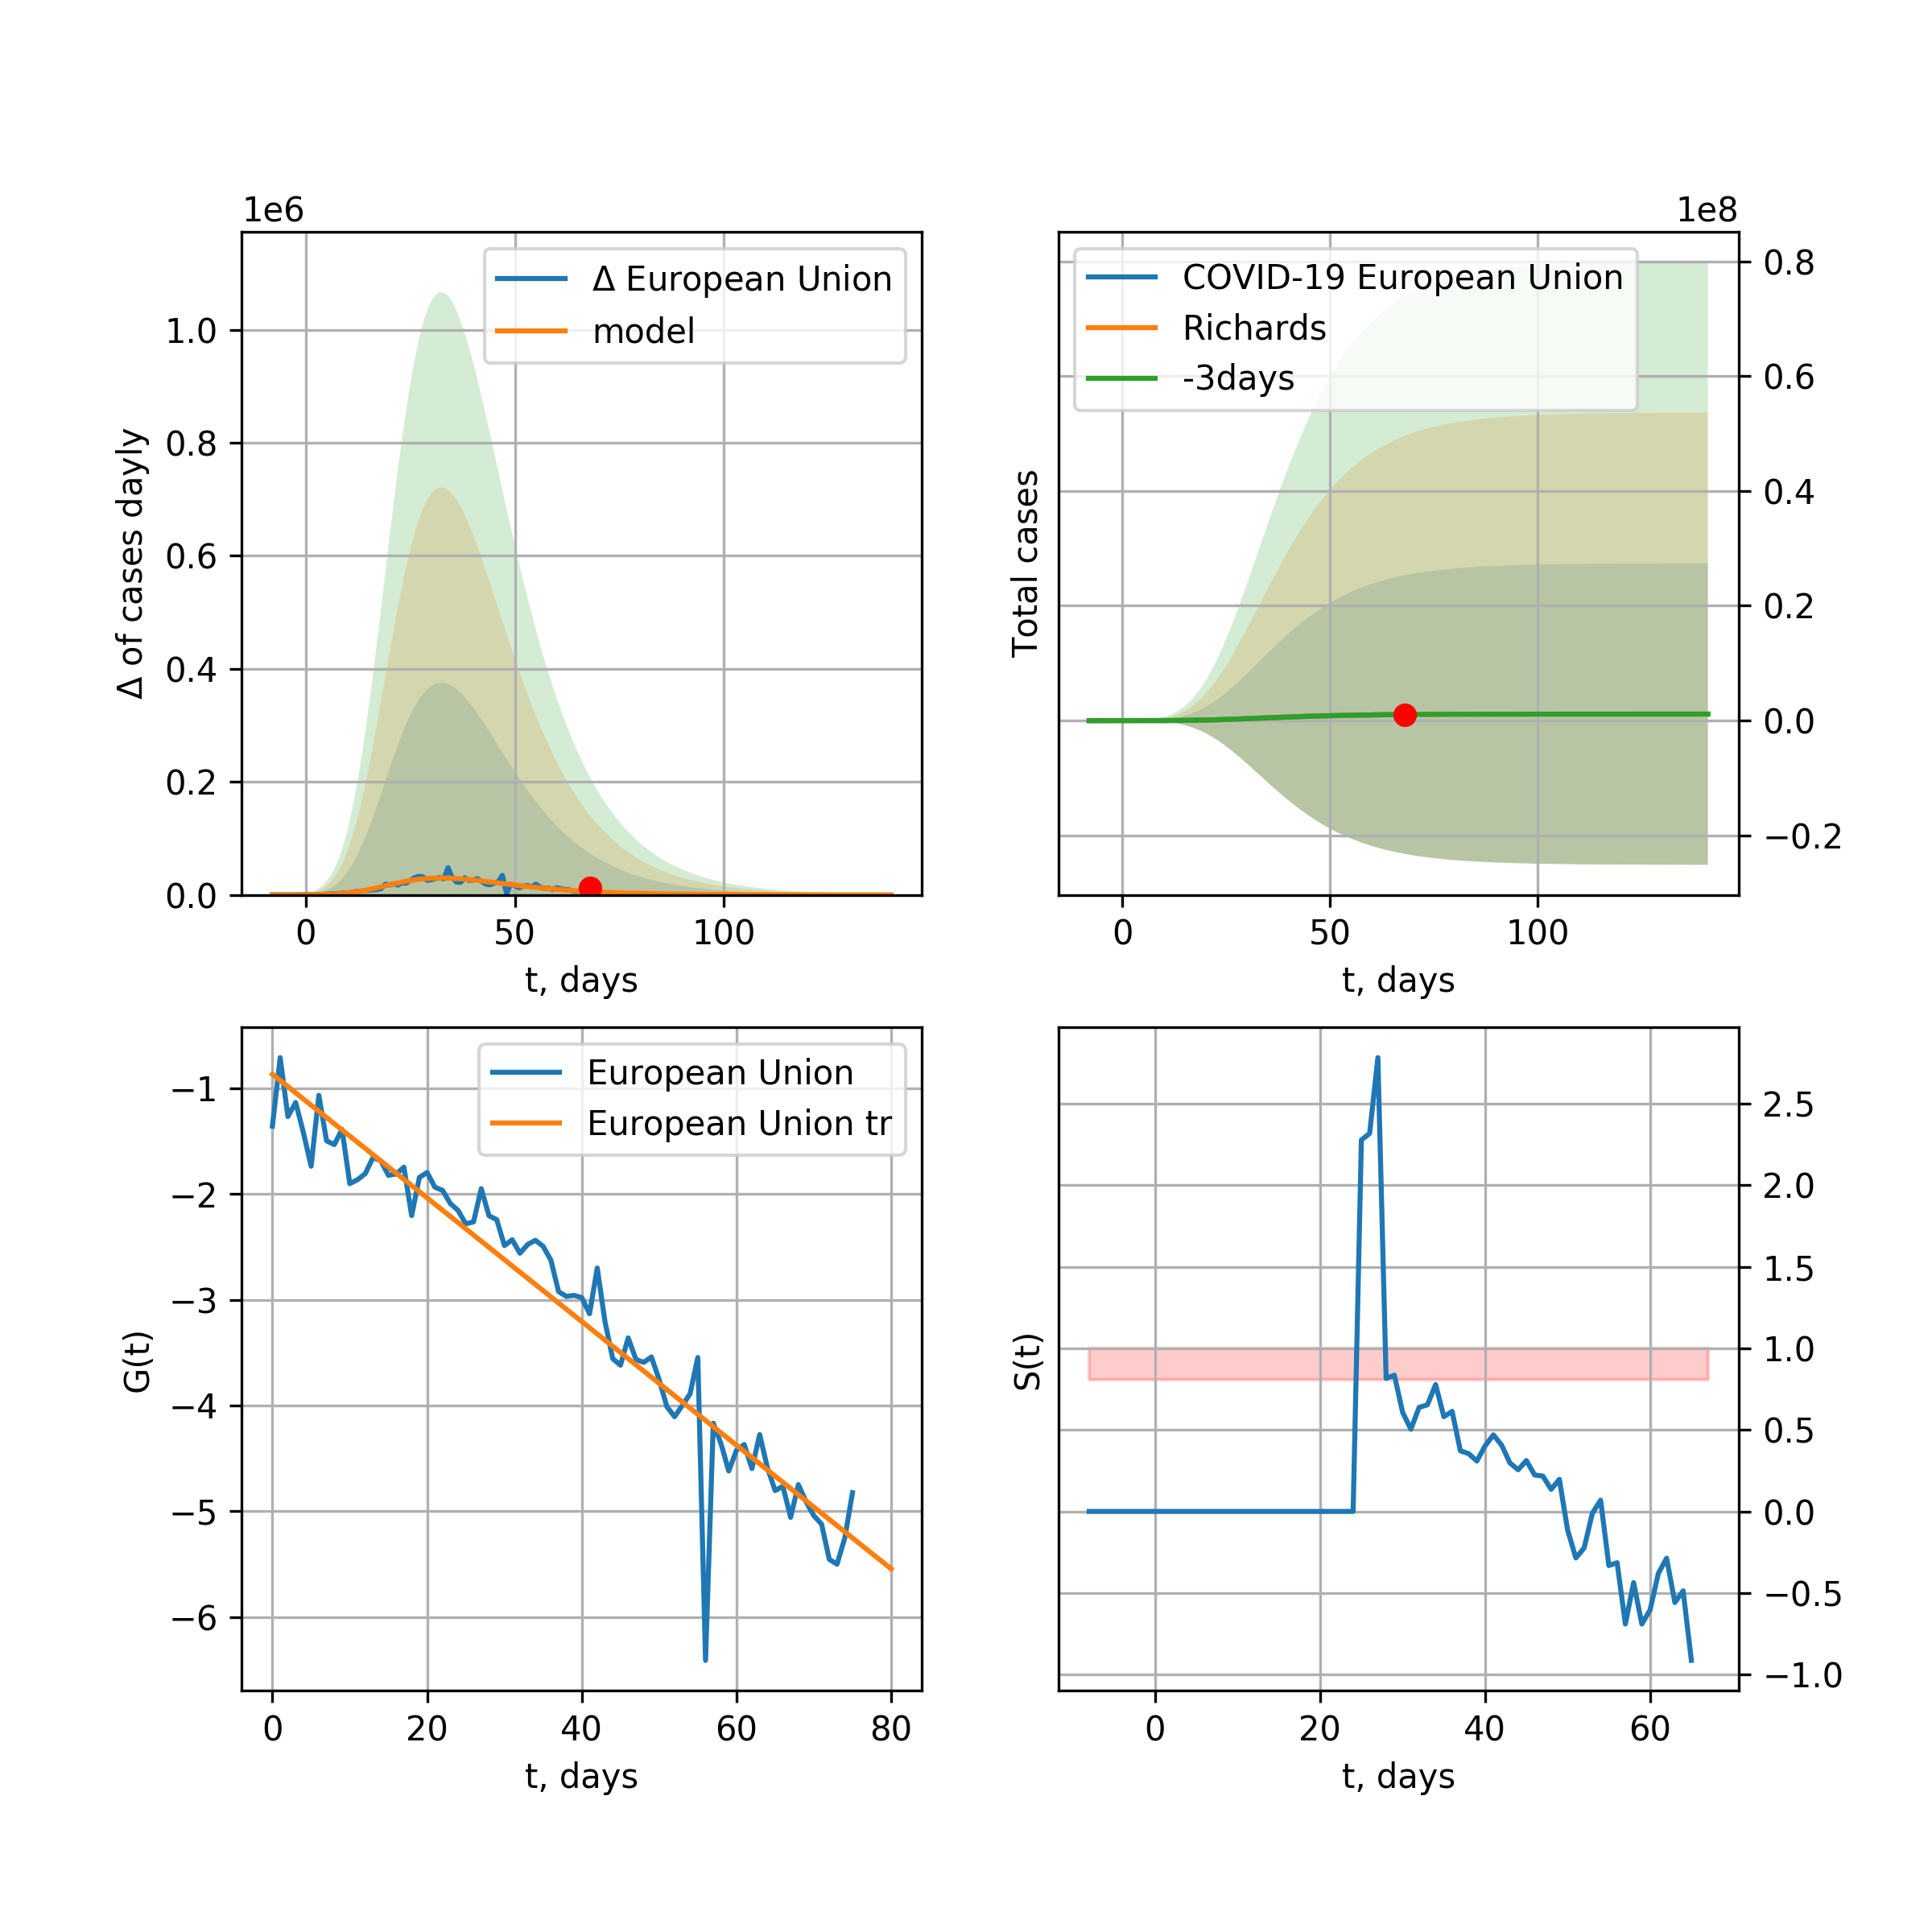 1e6
Δ European Union
model
1.0
0.8
0.6
0.4
0.2
0.0
Δ of cases dayly
0 50 100
t, days
1e8
COVID-19 European Union
Richards
-3days
0.8
0.6
0.4
0.2
0.0
−0.2
Total cases
0 50 100
t, days
European Union
European Union tr
−1
−2
−3
−4
−5
−6
G(t)
0 20 40 60 80
t, days
2.5
2.0
1.5
1.0
0.5
0.0
−0.5
−1.0
S(t)
0 20 40 60
t, days